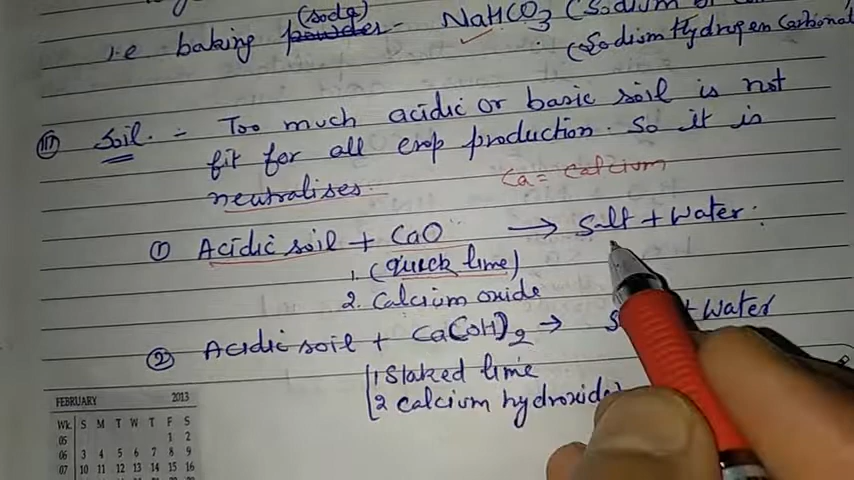 (soda)
i.e baking powder - NaHCO3 (Sodium
(Sodium Hydrogen Carbonat
(iii) Soil. - Too much acidic or basic soil is not
fit for all crop production. So it is
neutralises.
Ca = calcium
① Acidic soil + CaO → Salt + Water.
1. (quick lime)
2. Calcium oxide
② Acidic soil + Ca(OH)2 → + Water
1 Slaked lime
2 calcium hydroxide
FEBRUARY 2013
Wk S M T W T F S
05 1 2
06 3 4 5 6 7 8 9
07 10 11 12 13 14 15 16